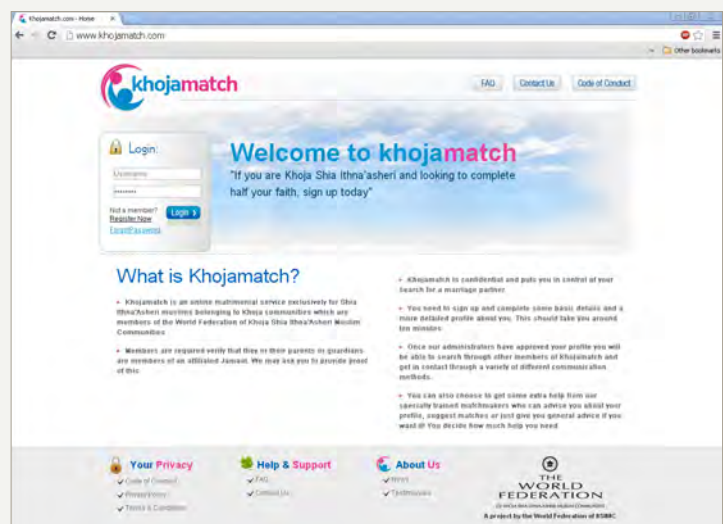 Khojamatch.com - Home
www.khojamatch.com
Other bookmarks
khojamatch
FAQ
Contact Us
Code of Conduct
Login:
Username
Not a member?
Register Now
Login
Forgot Password
Welcome to khojamatch
"If you are Khoja Shia Ithna'asheri and looking to complete
half your faith, sign up today"
What is Khojamatch?
Khojamatch is an online matrimonial service exclusively for Shia
Ithna'Asheri muslims belonging to Khoja communities which are
members of the World Federation of Khoja Shia Ithna'Asheri Muslim
Communities
Members are required verify that they or their parents or guardians
are members of an affiliated Jamaat. We may ask you to provide proof
of this
Khojamatch is confidential and puts you in control of your
search for a marriage partner
You need to sign up and complete some basic details and a
more detailed profile about you. This should take you around
ten minutes
Once our administrators have approved your profile you will
be able to search through other members of Khojamatch and
get in contact through a variety of different communication
methods.
You can also choose to get some extra help from our
specially trained matchmakers who can advise you about your
profile, suggest matches or just give you general advice if you
want it! You decide how much help you need
Your Privacy
Code of Conduct
Privacy Policy
Terms & Conditions
Help & Support
FAQ
Contact Us
About Us
News
Testimonials
THE
WORLD
FEDERATION
OF KHOJA SHIA ITHNA-ASHERI MUSLIM COMMUNITIES
A project by the World Federation of KSIMC